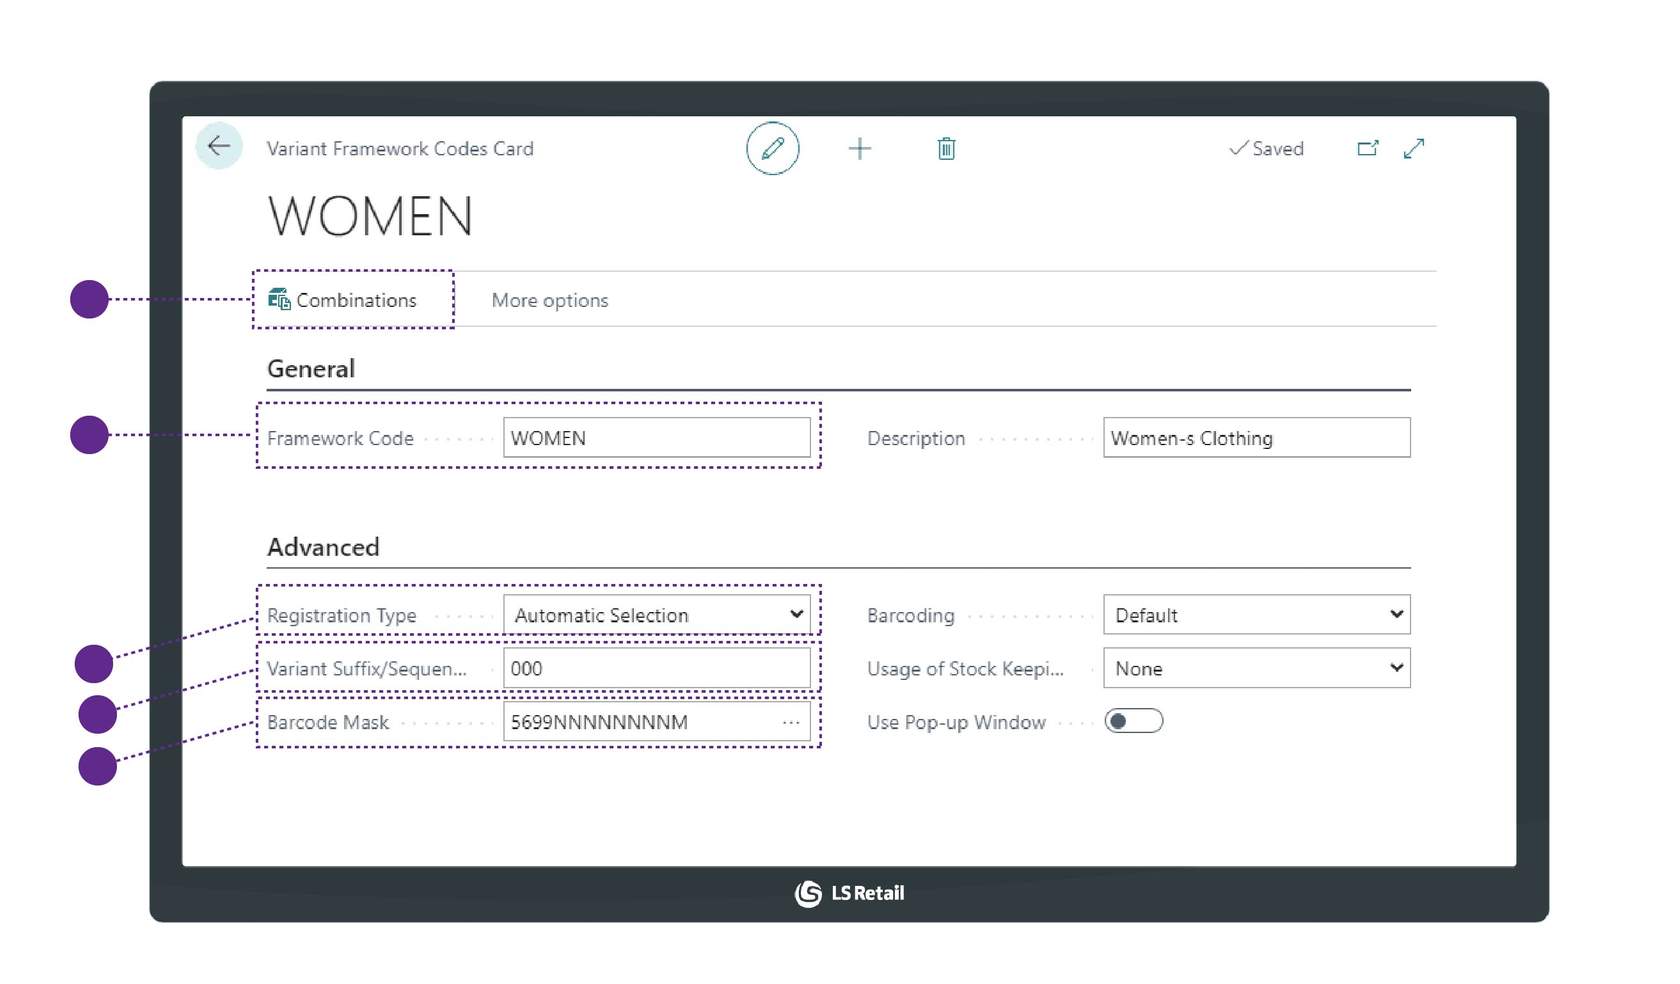 Variant Framework Codes Card
Saved
WOMEN
Combinations
More options
General
Framework Code
WOMEN
Description
Women-s Clothing
Advanced
Registration Type
Automatic Selection
Barcoding
Default
Variant Suffix/Sequen...
000
Usage of Stock Keepi...
None
Barcode Mask
5699NNNNNNNNM
...
Use Pop-up Window
LS Retail